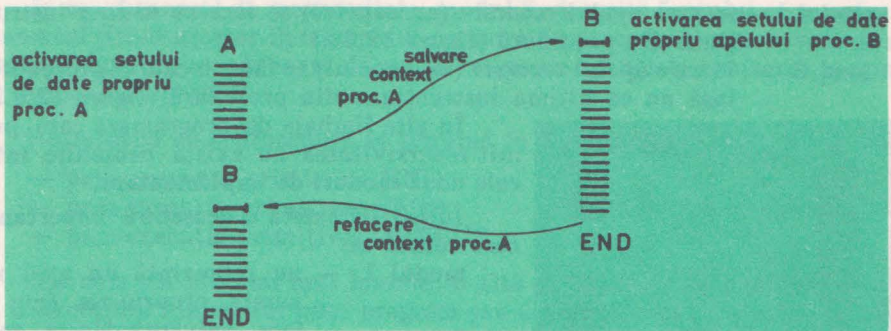 activarea setului
de date propriu
proc. A
A
B
END
salvare
context
proc. A
refacere
context proc. A
B
activarea setului de date
propriu apelului proc. B
END